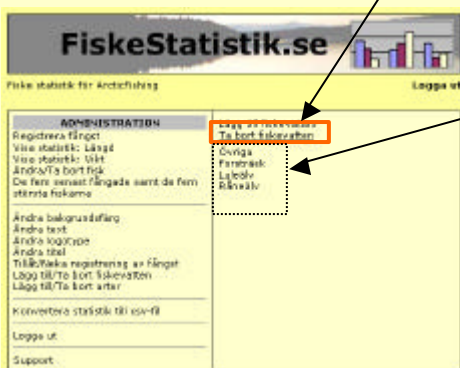 FiskeStatistik.se
Fiske statistik för Arcticfishing
Logga ut
ADMINISTRATION
Registrera fångst
Visa statistik: Längd
Visa statistik: Vikt
Ändra/Ta bort fisk
De fem senast fångade samt de fem
största fiskarna
Ändra bakgrundsfärg
Ändra text
Ändra logotype
Ändra titel
Tillåt/Neka registrering av fångst
Lägg till/Ta bort fiskevatten
Lägg till/Ta bort arter
Konvertera statistik till csv-fil
Logga ut
Support
Ta bort fiskevatten
Övriga
Forsträsk
Luleälv
Råneälv